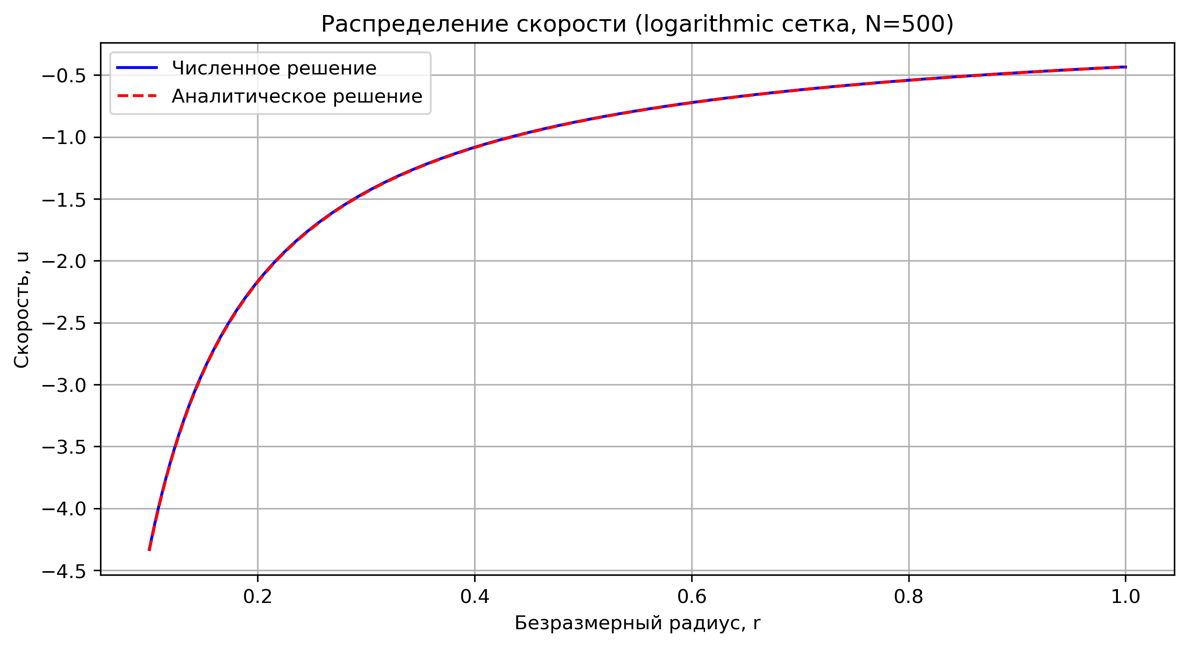 Распределение скорости (logarithmic сетка, N=500)
Численное решение
Аналитическое решение
−0.5
−1.0
−1.5
−2.0
−2.5
−3.0
−3.5
−4.0
−4.5
Скорость, u
0.2 0.4 0.6 0.8 1.0
Безразмерный радиус, r